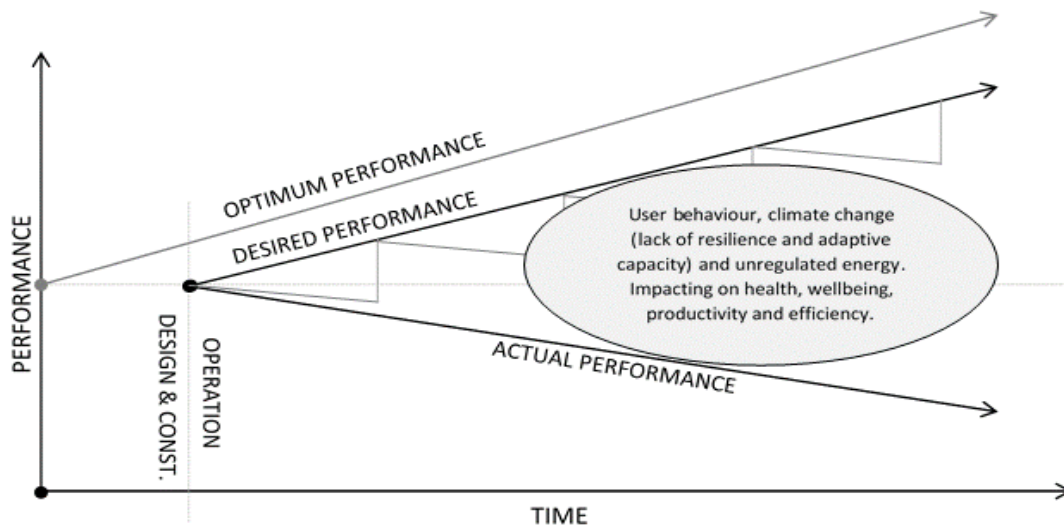 OPTIMUM PERFORMANCE
DESIRED PERFORMANCE
User behaviour, climate change
(lack of resilience and adaptive
capacity) and unregulated energy.
Impacting on health, wellbeing,
productivity and efficiency.
ACTUAL PERFORMANCE
PERFORMANCE
DESIGN & CONST.
OPERATION
TIME